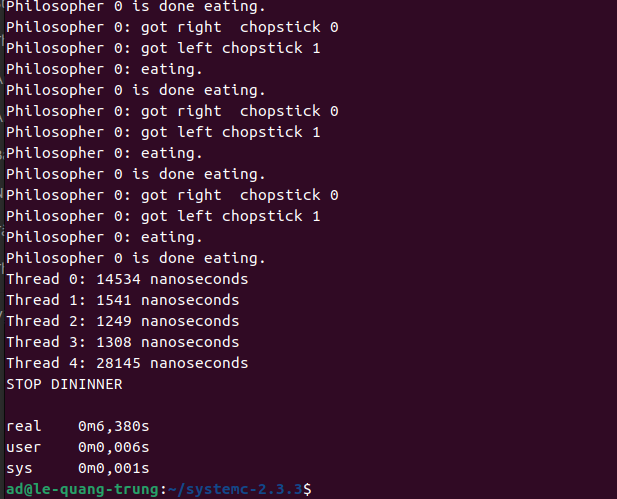 Philosopher 0 is done eating.
Philosopher 0: got right  chopstick 0
Philosopher 0: got left chopstick 1
Philosopher 0: eating.
Philosopher 0 is done eating.
Philosopher 0: got right  chopstick 0
Philosopher 0: got left chopstick 1
Philosopher 0: eating.
Philosopher 0 is done eating.
Philosopher 0: got right  chopstick 0
Philosopher 0: got left chopstick 1
Philosopher 0: eating.
Philosopher 0 is done eating.
Thread 0: 14534 nanoseconds
Thread 1: 1541 nanoseconds
Thread 2: 1249 nanoseconds
Thread 3: 1308 nanoseconds
Thread 4: 28145 nanoseconds
STOP DININNER
real    0m6,380s
user    0m0,006s
sys     0m0,001s
ad@le-quang-trung:~/systemc-2.3.3$